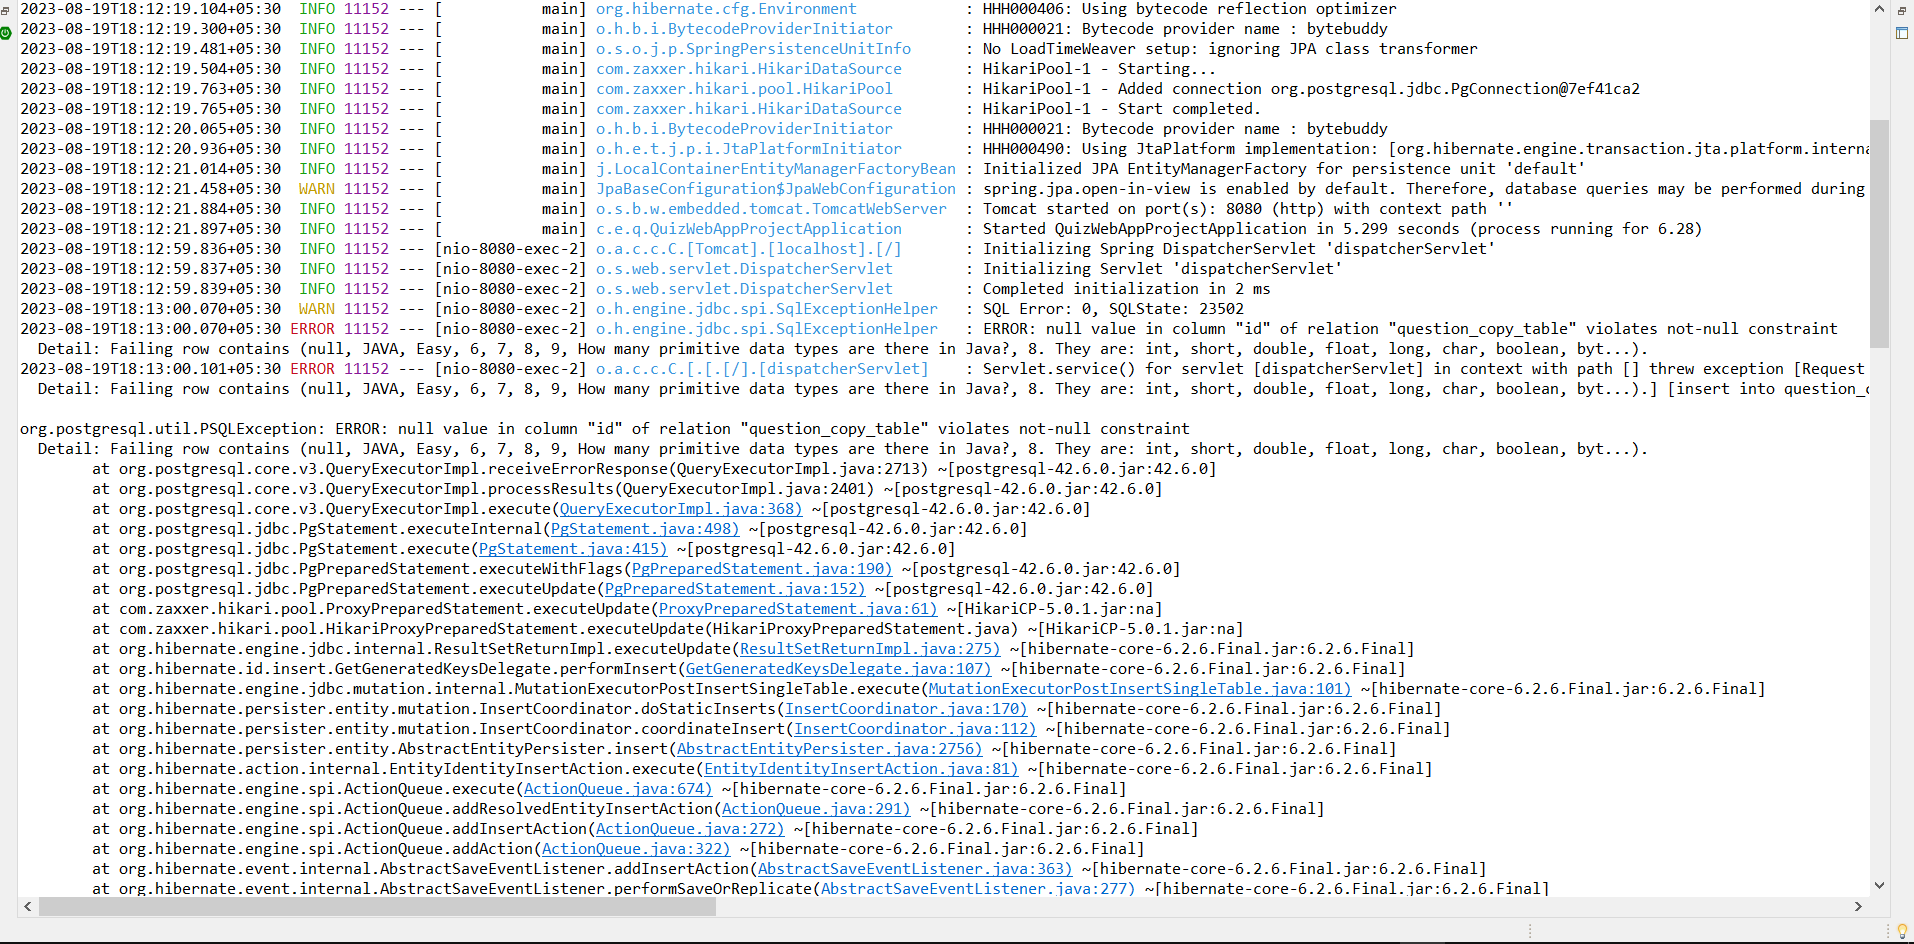 2023-08-19T18:12:19.104+05:30  INFO 11152 --- [           main] org.hibernate.cfg.Environment            : HHH000406: Using bytecode reflection optimizer
2023-08-19T18:12:19.300+05:30  INFO 11152 --- [           main] o.h.b.i.BytecodeProviderInitiator        : HHH000021: Bytecode provider name : bytebuddy
2023-08-19T18:12:19.481+05:30  INFO 11152 --- [           main] o.s.o.j.p.SpringPersistenceUnitInfo      : No LoadTimeWeaver setup: ignoring JPA class transformer
2023-08-19T18:12:19.504+05:30  INFO 11152 --- [           main] com.zaxxer.hikari.HikariDataSource       : HikariPool-1 - Starting...
2023-08-19T18:12:19.763+05:30  INFO 11152 --- [           main] com.zaxxer.hikari.pool.HikariPool        : HikariPool-1 - Added connection org.postgresql.jdbc.PgConnection@7ef41ca2
2023-08-19T18:12:19.765+05:30  INFO 11152 --- [           main] com.zaxxer.hikari.HikariDataSource       : HikariPool-1 - Start completed.
2023-08-19T18:12:20.065+05:30  INFO 11152 --- [           main] o.h.b.i.BytecodeProviderInitiator        : HHH000021: Bytecode provider name : bytebuddy
2023-08-19T18:12:20.936+05:30  INFO 11152 --- [           main] o.h.e.t.j.p.i.JtaPlatformInitiator       : HHH000490: Using JtaPlatform implementation: [org.hibernate.engine.transaction.jta.platform.interna
2023-08-19T18:12:21.014+05:30  INFO 11152 --- [           main] j.LocalContainerEntityManagerFactoryBean : Initialized JPA EntityManagerFactory for persistence unit 'default'
2023-08-19T18:12:21.458+05:30  WARN 11152 --- [           main] JpaBaseConfiguration$JpaWebConfiguration : spring.jpa.open-in-view is enabled by default. Therefore, database queries may be performed during
2023-08-19T18:12:21.884+05:30  INFO 11152 --- [           main] o.s.b.w.embedded.tomcat.TomcatWebServer  : Tomcat started on port(s): 8080 (http) with context path ''
2023-08-19T18:12:21.897+05:30  INFO 11152 --- [           main] c.e.q.QuizWebAppProjectApplication       : Started QuizWebAppProjectApplication in 5.299 seconds (process running for 6.28)
2023-08-19T18:12:59.836+05:30  INFO 11152 --- [nio-8080-exec-2] o.a.c.c.C.[Tomcat].[localhost].[/]       : Initializing Spring DispatcherServlet 'dispatcherServlet'
2023-08-19T18:12:59.837+05:30  INFO 11152 --- [nio-8080-exec-2] o.s.web.servlet.DispatcherServlet        : Initializing Servlet 'dispatcherServlet'
2023-08-19T18:12:59.839+05:30  INFO 11152 --- [nio-8080-exec-2] o.s.web.servlet.DispatcherServlet        : Completed initialization in 2 ms
2023-08-19T18:13:00.070+05:30  WARN 11152 --- [nio-8080-exec-2] o.h.engine.jdbc.spi.SqlExceptionHelper   : SQL Error: 0, SQLState: 23502
2023-08-19T18:13:00.070+05:30 ERROR 11152 --- [nio-8080-exec-2] o.h.engine.jdbc.spi.SqlExceptionHelper   : ERROR: null value in column "id" of relation "question_copy_table" violates not-null constraint
  Detail: Failing row contains (null, JAVA, Easy, 6, 7, 8, 9, How many primitive data types are there in Java?, 8. They are: int, short, double, float, long, char, boolean, byt...).
2023-08-19T18:13:00.101+05:30 ERROR 11152 --- [nio-8080-exec-2] o.a.c.c.C.[.[.[/].[dispatcherServlet]    : Servlet.service() for servlet [dispatcherServlet] in context with path [] threw exception [Request
  Detail: Failing row contains (null, JAVA, Easy, 6, 7, 8, 9, How many primitive data types are there in Java?, 8. They are: int, short, double, float, long, char, boolean, byt...).] [insert into question_c
org.postgresql.util.PSQLException: ERROR: null value in column "id" of relation "question_copy_table" violates not-null constraint
  Detail: Failing row contains (null, JAVA, Easy, 6, 7, 8, 9, How many primitive data types are there in Java?, 8. They are: int, short, double, float, long, char, boolean, byt...).
	at org.postgresql.core.v3.QueryExecutorImpl.receiveErrorResponse(QueryExecutorImpl.java:2713) ~[postgresql-42.6.0.jar:42.6.0]
	at org.postgresql.core.v3.QueryExecutorImpl.processResults(QueryExecutorImpl.java:2401) ~[postgresql-42.6.0.jar:42.6.0]
	at org.postgresql.core.v3.QueryExecutorImpl.execute(QueryExecutorImpl.java:368) ~[postgresql-42.6.0.jar:42.6.0]
	at org.postgresql.jdbc.PgStatement.executeInternal(PgStatement.java:498) ~[postgresql-42.6.0.jar:42.6.0]
	at org.postgresql.jdbc.PgStatement.execute(PgStatement.java:415) ~[postgresql-42.6.0.jar:42.6.0]
	at org.postgresql.jdbc.PgPreparedStatement.executeWithFlags(PgPreparedStatement.java:190) ~[postgresql-42.6.0.jar:42.6.0]
	at org.postgresql.jdbc.PgPreparedStatement.executeUpdate(PgPreparedStatement.java:152) ~[postgresql-42.6.0.jar:42.6.0]
	at com.zaxxer.hikari.pool.ProxyPreparedStatement.executeUpdate(ProxyPreparedStatement.java:61) ~[HikariCP-5.0.1.jar:na]
	at com.zaxxer.hikari.pool.HikariProxyPreparedStatement.executeUpdate(HikariProxyPreparedStatement.java) ~[HikariCP-5.0.1.jar:na]
	at org.hibernate.engine.jdbc.internal.ResultSetReturnImpl.executeUpdate(ResultSetReturnImpl.java:275) ~[hibernate-core-6.2.6.Final.jar:6.2.6.Final]
	at org.hibernate.id.insert.GetGeneratedKeysDelegate.performInsert(GetGeneratedKeysDelegate.java:107) ~[hibernate-core-6.2.6.Final.jar:6.2.6.Final]
	at org.hibernate.engine.jdbc.mutation.internal.MutationExecutorPostInsertSingleTable.execute(MutationExecutorPostInsertSingleTable.java:101) ~[hibernate-core-6.2.6.Final.jar:6.2.6.Final]
	at org.hibernate.persister.entity.mutation.InsertCoordinator.doStaticInserts(InsertCoordinator.java:170) ~[hibernate-core-6.2.6.Final.jar:6.2.6.Final]
	at org.hibernate.persister.entity.mutation.InsertCoordinator.coordinateInsert(InsertCoordinator.java:112) ~[hibernate-core-6.2.6.Final.jar:6.2.6.Final]
	at org.hibernate.persister.entity.AbstractEntityPersister.insert(AbstractEntityPersister.java:2756) ~[hibernate-core-6.2.6.Final.jar:6.2.6.Final]
	at org.hibernate.action.internal.EntityIdentityInsertAction.execute(EntityIdentityInsertAction.java:81) ~[hibernate-core-6.2.6.Final.jar:6.2.6.Final]
	at org.hibernate.engine.spi.ActionQueue.execute(ActionQueue.java:674) ~[hibernate-core-6.2.6.Final.jar:6.2.6.Final]
	at org.hibernate.engine.spi.ActionQueue.addResolvedEntityInsertAction(ActionQueue.java:291) ~[hibernate-core-6.2.6.Final.jar:6.2.6.Final]
	at org.hibernate.engine.spi.ActionQueue.addInsertAction(ActionQueue.java:272) ~[hibernate-core-6.2.6.Final.jar:6.2.6.Final]
	at org.hibernate.engine.spi.ActionQueue.addAction(ActionQueue.java:322) ~[hibernate-core-6.2.6.Final.jar:6.2.6.Final]
	at org.hibernate.event.internal.AbstractSaveEventListener.addInsertAction(AbstractSaveEventListener.java:363) ~[hibernate-core-6.2.6.Final.jar:6.2.6.Final]
	at org.hibernate.event.internal.AbstractSaveEventListener.performSaveOrReplicate(AbstractSaveEventListener.java:277) ~[hibernate-core-6.2.6.Final.jar:6.2.6.Final]